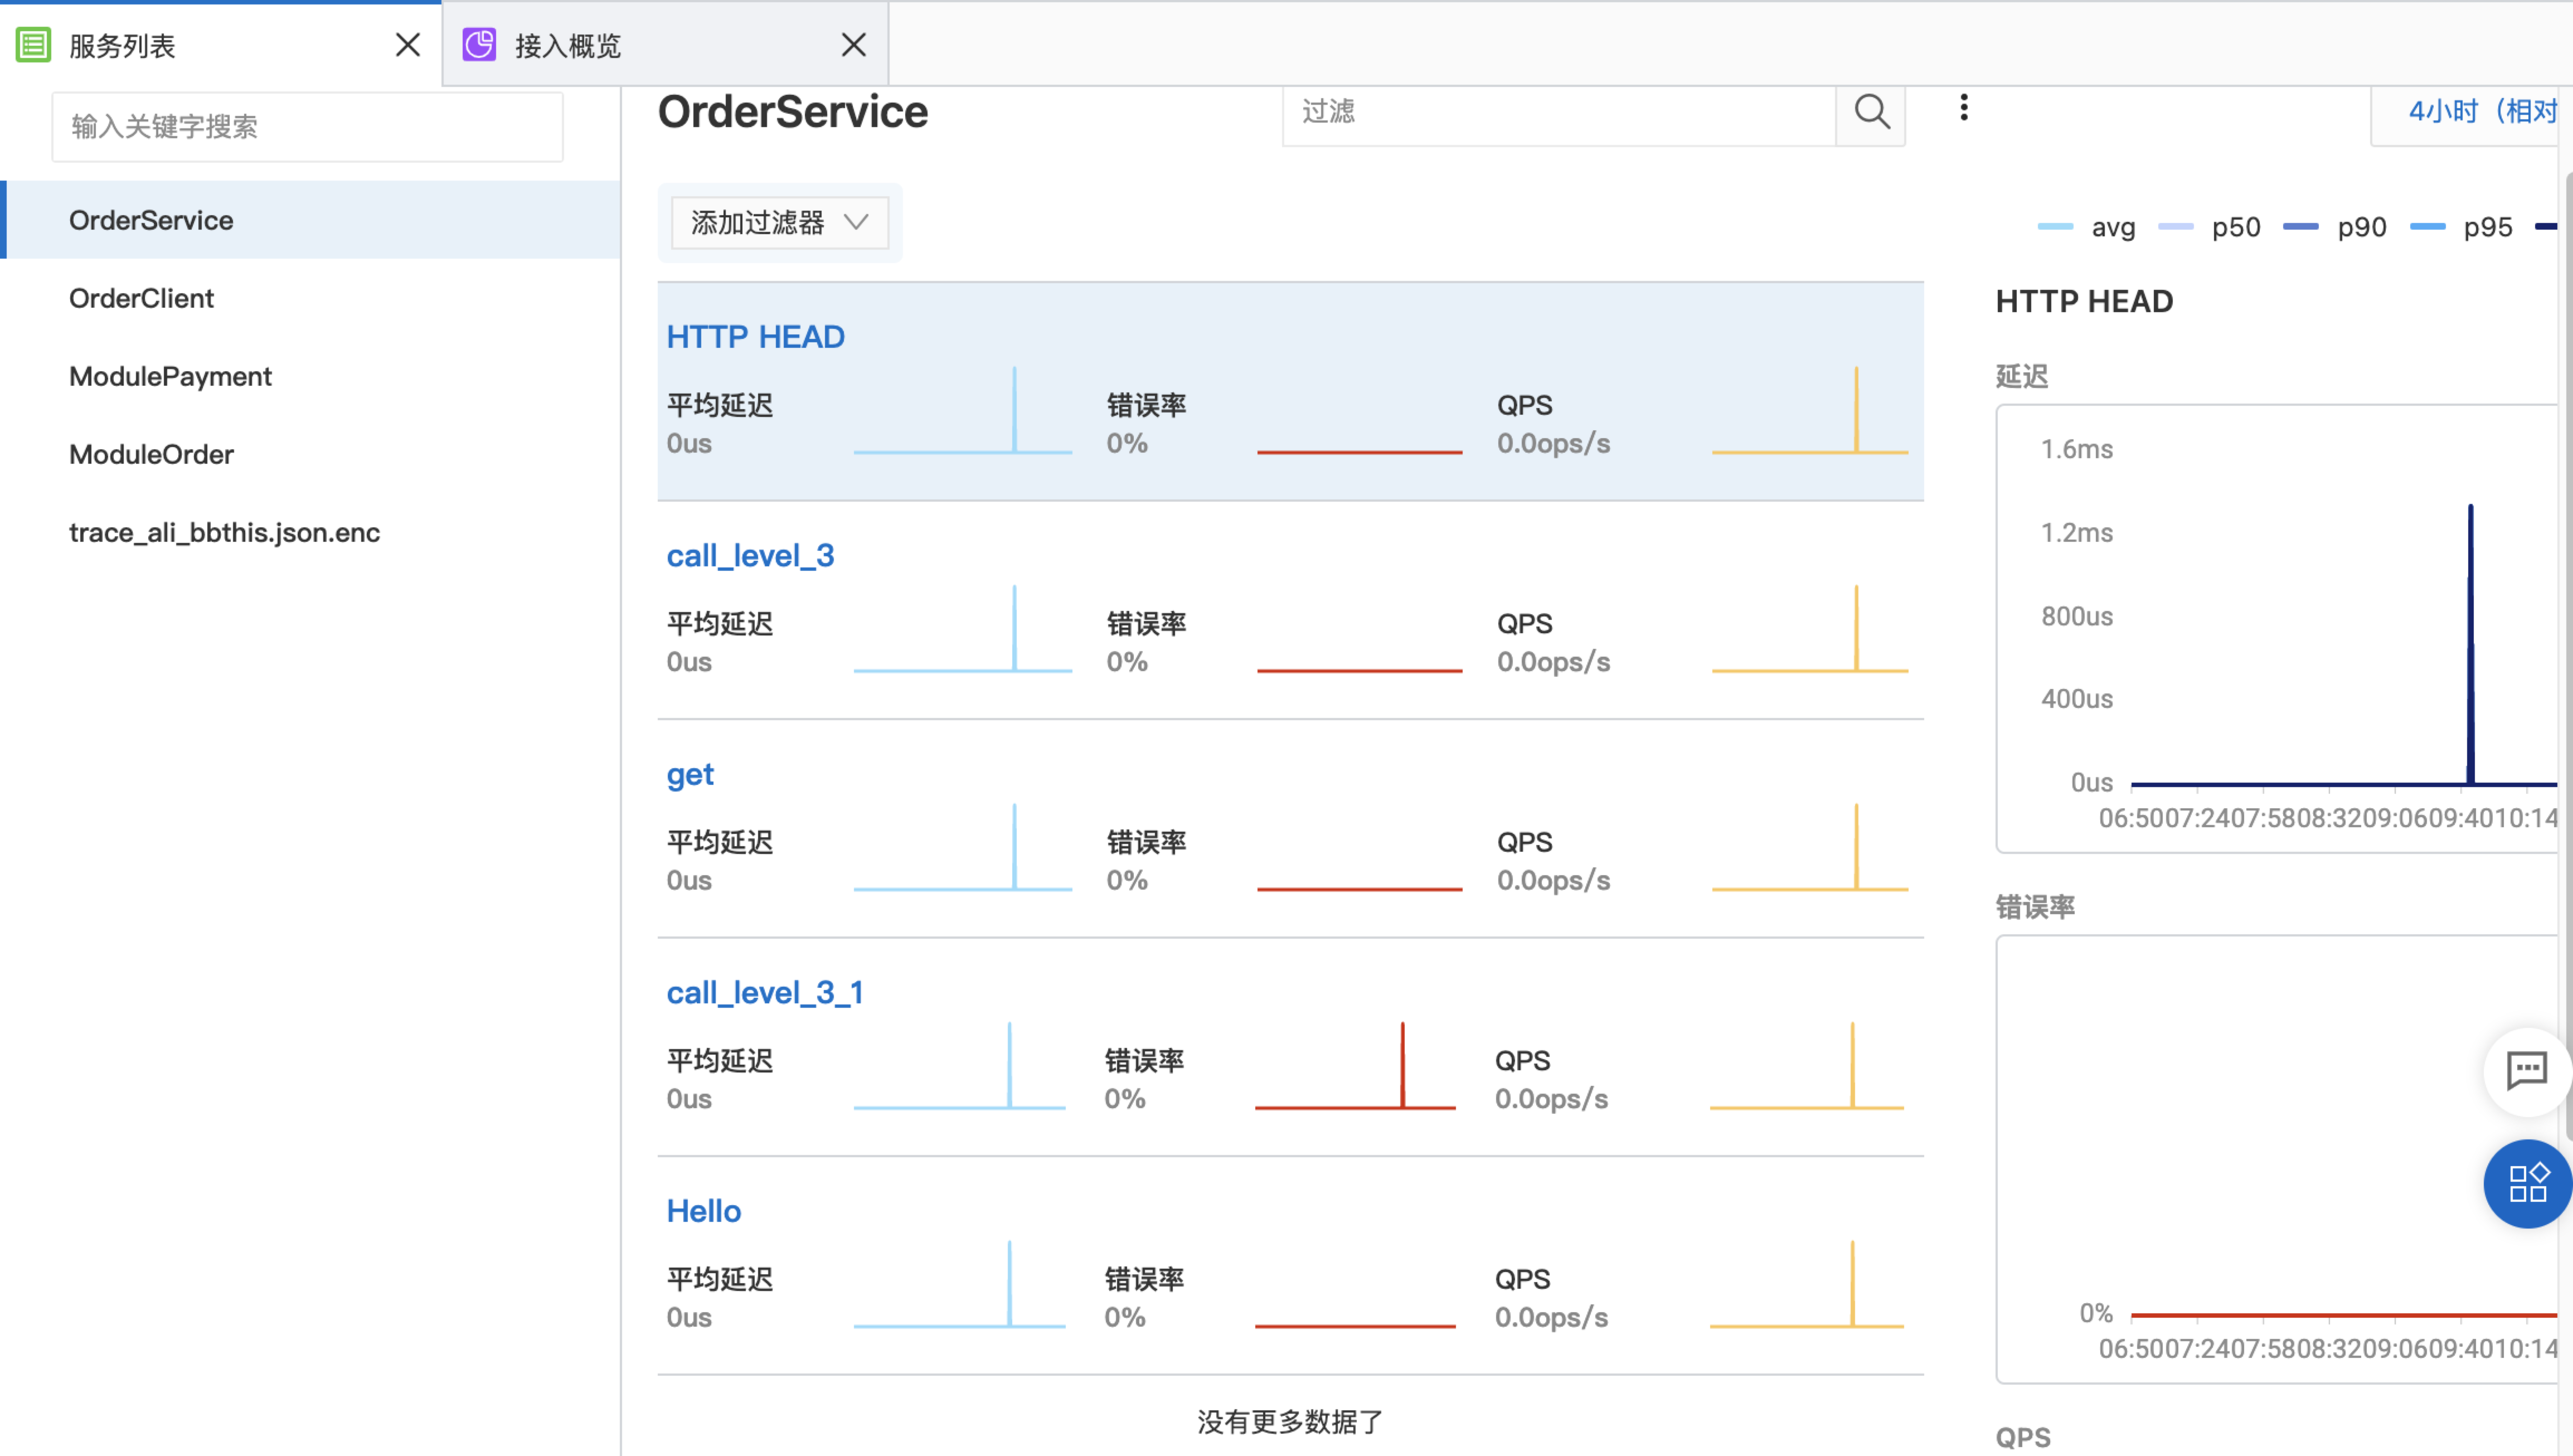 服务列表
接入概览
输入关键字搜索
OrderService
OrderClient
ModulePayment
ModuleOrder
trace_ali_bbthis.json.enc
OrderService
过滤
4小时（相对
添加过滤器
HTTP HEAD
平均延迟
0us
错误率
0%
QPS
0.0ops/s
call_level_3
平均延迟
0us
错误率
0%
QPS
0.0ops/s
get
平均延迟
0us
错误率
0%
QPS
0.0ops/s
call_level_3_1
平均延迟
0us
错误率
0%
QPS
0.0ops/s
Hello
平均延迟
0us
错误率
0%
QPS
0.0ops/s
没有更多数据了
avg p50 p90 p95
HTTP HEAD
延迟
1.6ms
1.2ms
800us
400us
0us
06:50 07:24 07:58 08:32 09:06 09:40 10:14
错误率
0%
06:50 07:24 07:58 08:32 09:06 09:40 10:14
QPS